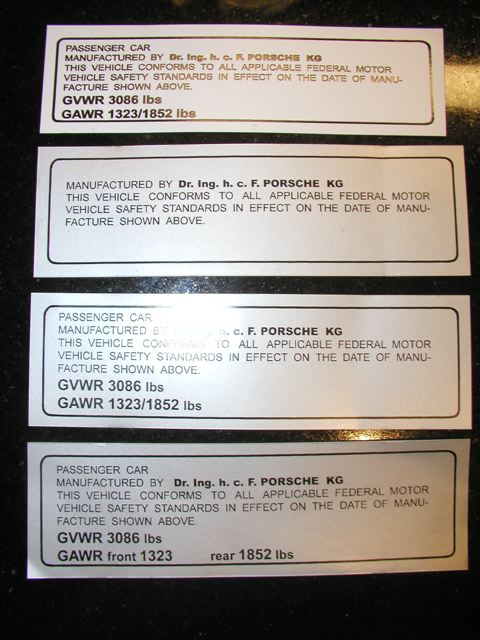 PASSENGER CAR
MANUFACTURED BY Dr. Ing. h. c. F. PORSCHE KG
THIS VEHICLE CONFORMS TO ALL APPLICABLE FEDERAL MOTOR
VEHICLE SAFETY STANDARDS IN EFFECT ON THE DATE OF MANU-
FACTURE SHOWN ABOVE.
GVWR 3086 lbs
GAWR 1323/1852 lbs
MANUFACTURED BY Dr. Ing. h. c. F. PORSCHE KG
THIS VEHICLE CONFORMS TO ALL APPLICABLE FEDERAL MOTOR
VEHICLE SAFETY STANDARDS IN EFFECT ON THE DATE OF MANU-
FACTURE SHOWN ABOVE.
PASSENGER CAR
MANUFACTURED BY Dr. Ing. h. c. F. PORSCHE KG
THIS VEHICLE CONFORMS TO ALL APPLICABLE FEDERAL MOTOR
VEHICLE SAFETY STANDARDS IN EFFECT ON THE DATE OF MANU-
FACTURE SHOWN ABOVE.
GVWR 3086 lbs
GAWR 1323/1852 lbs
PASSENGER CAR
MANUFACTURED BY Dr. Ing. h. c. F. PORSCHE KG
THIS VEHICLE CONFORMS TO ALL APPLICABLE FEDERAL MOTOR
VEHICLE SAFETY STANDARDS IN EFFECT ON THE DATE OF MANU-
FACTURE SHOWN ABOVE.
GVWR 3086 lbs
GAWR front 1323 rear 1852 lbs